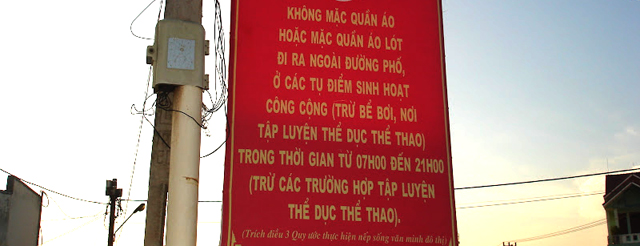 KHÔNG MẶC QUẦN ÁO
HOẶC MẶC QUẦN ÁO LÓT
ĐI RA NGOÀI ĐƯỜNG PHỐ,
Ở CÁC TỤ ĐIỂM SINH HOẠT
CÔNG CỘNG (TRỪ BỂ BƠI, NƠI
TẬP LUYỆN THỂ DỤC THỂ THAO)
TRONG THỜI GIAN TỪ 07H00 ĐẾN 21H00
(TRỪ CÁC TRƯỜNG HỢP TẬP LUYỆN
THỂ DỤC THỂ THAO).
(Trích điều 3 Quy ước thực hiện nếp sống văn minh đô thị)